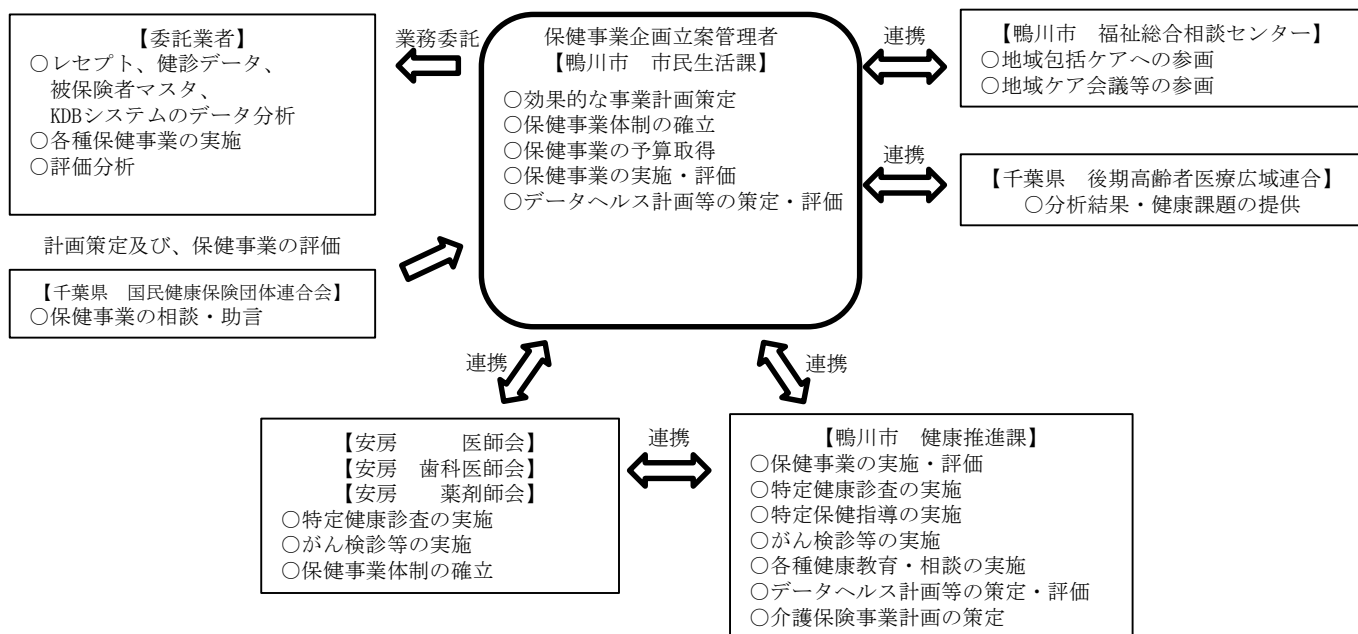 【委託業者】
○レセプト、健診データ、
被保険者マスタ、
KDBシステムのデータ分析
○各種保健事業の実施
○評価分析
業務委託
保健事業企画立案管理者
【鴨川市　市民生活課】
○効果的な事業計画策定
○保健事業体制の確立
○保健事業の予算取得
○保健事業の実施・評価
○データヘルス計画等の策定・評価
連携
【鴨川市　福祉総合相談センター】
○地域包括ケアへの参画
○地域ケア会議等の参画
連携
【千葉県　後期高齢者医療広域連合】
○分析結果・健康課題の提供
計画策定及び、保健事業の評価
【千葉県　国民健康保険団体連合会】
○保健事業の相談・助言
連携
連携
【安房　　　医師会】
【安房　歯科医師会】
【安房　　薬剤師会】
○特定健康診査の実施
○がん検診等の実施
○保健事業体制の確立
連携
【鴨川市　健康推進課】
○保健事業の実施・評価
○特定健康診査の実施
○特定保健指導の実施
○がん検診等の実施
○各種健康教育・相談の実施
○データヘルス計画等の策定・評価
○介護保険事業計画の策定